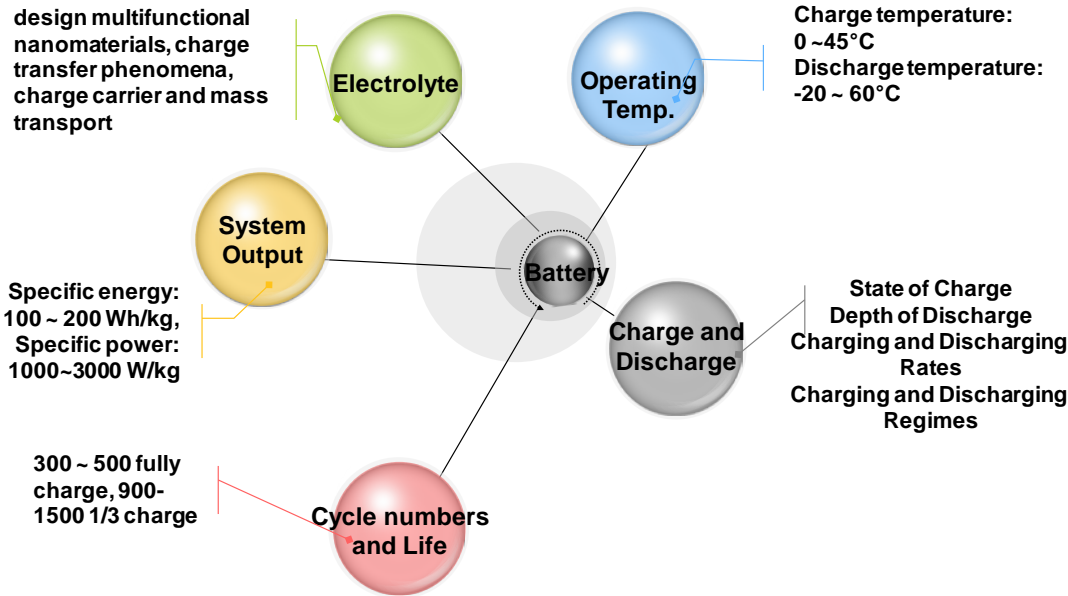 design multifunctional
nanomaterials, charge
transfer phenomena,
charge carrier and mass
transport
Electrolyte
Operating
Temp.
Charge temperature:
0 ~45°C
Discharge temperature:
-20 ~ 60°C
System
Output
Specific energy:
100 ~ 200 Wh/kg,
Specific power:
1000~3000 W/kg
Battery
Charge and
Discharge
State of Charge
Depth of Discharge
Charging and Discharging
Rates
Charging and Discharging
Regimes
300 ~ 500 fully
charge, 900-
1500 1/3 charge
Cycle numbers
and Life